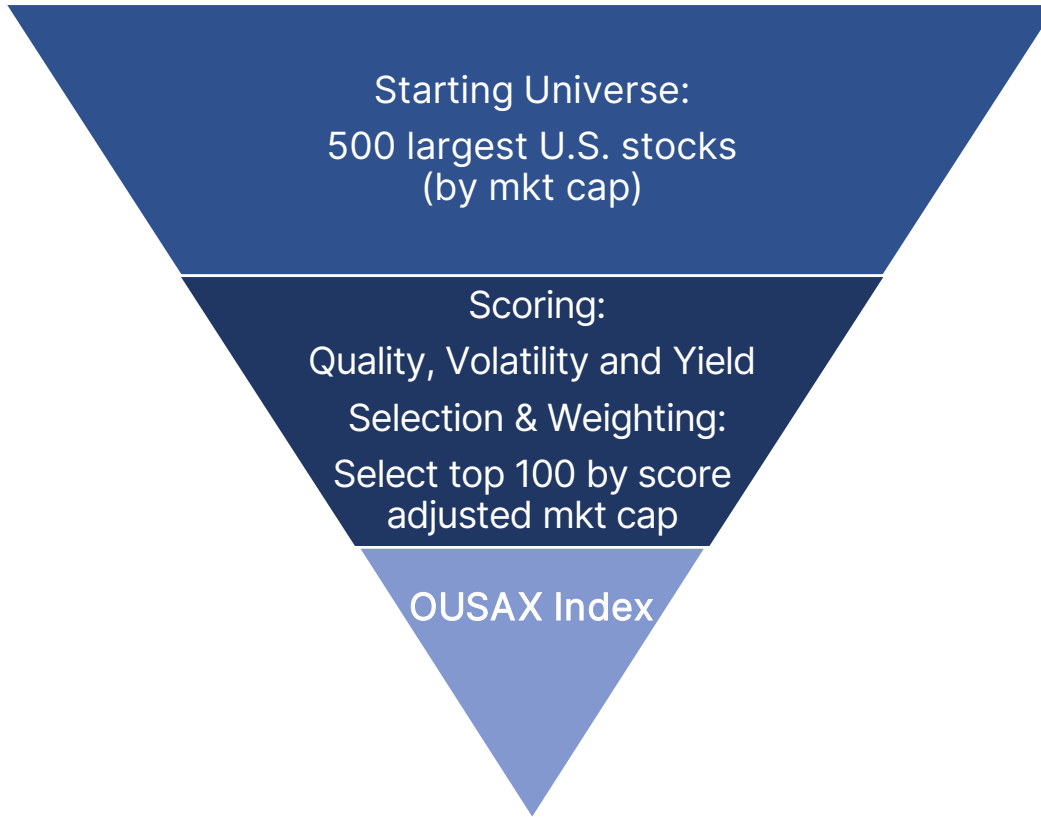 Starting Universe:
500 largest U.S. stocks
(by mkt cap)
Scoring:
Quality, Volatility and Yield
Selection & Weighting:
Select top 100 by score
adjusted mkt cap
OUSAX Index